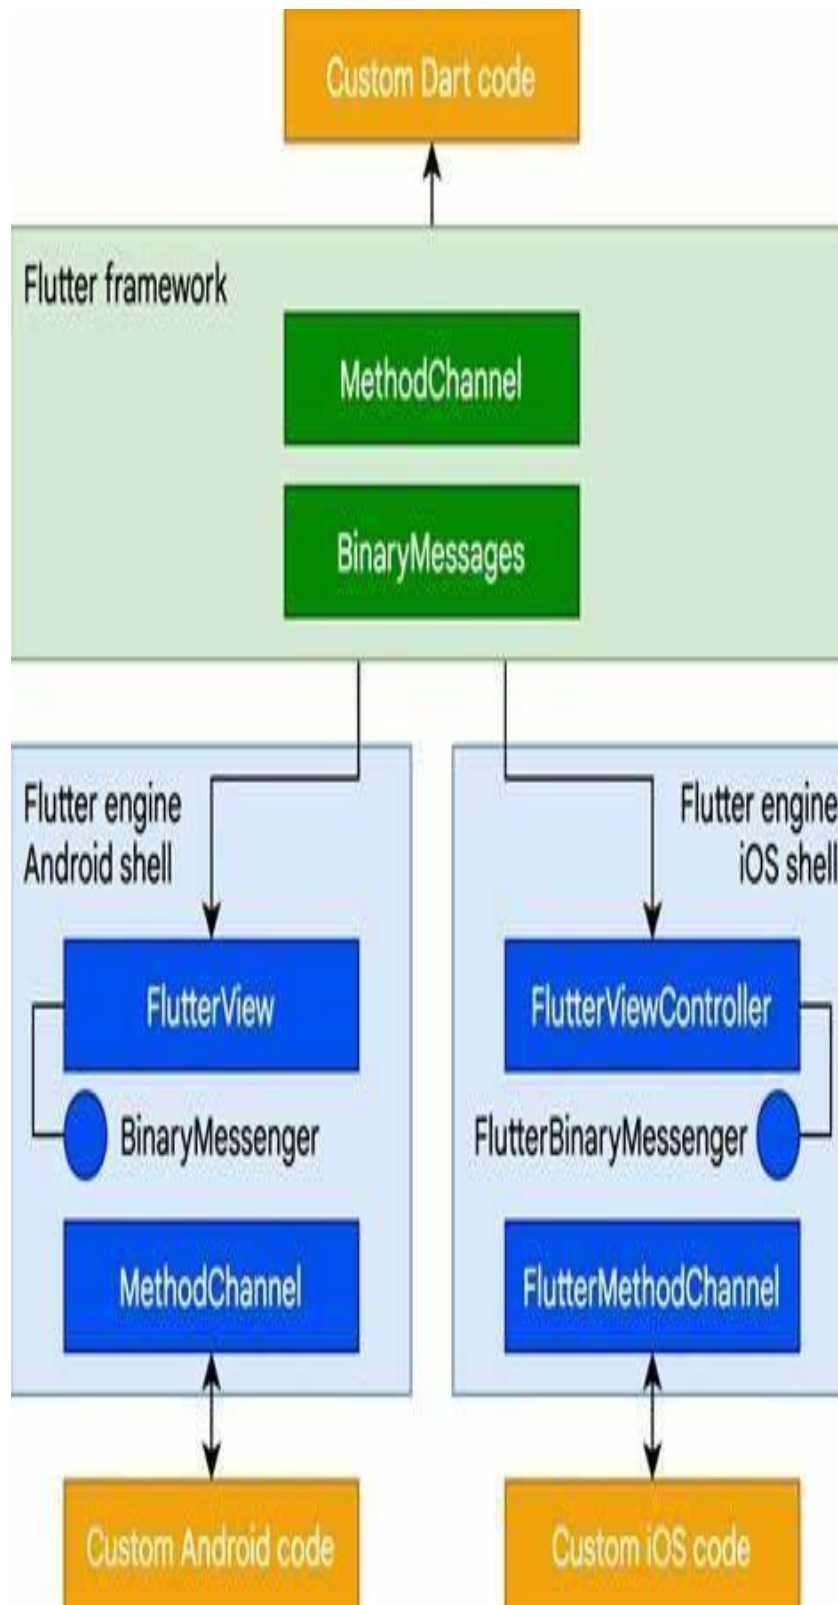 Custom Dart code
Flutter framework
MethodChannel
BinaryMessages
Flutter engine
Android shell
FlutterView
BinaryMessenger
MethodChannel
Custom Android code
Flutter engine
iOS shell
FlutterViewController
FlutterBinaryMessenger
FlutterMethodChannel
Custom iOS code